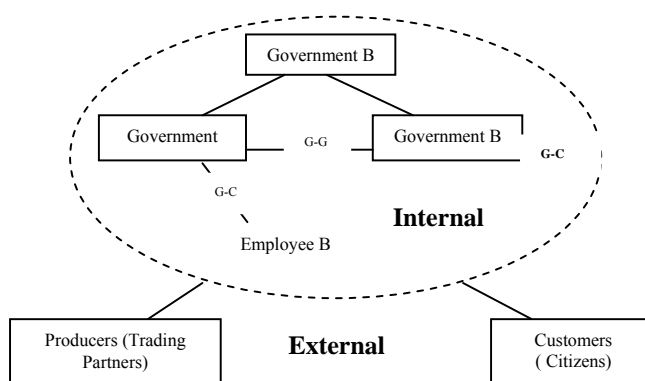 Government B
Government
G-G
Government B
G-C
G-C
Internal
Employee B
Producers (Trading
Partners)
External
Customers
( Citizens)